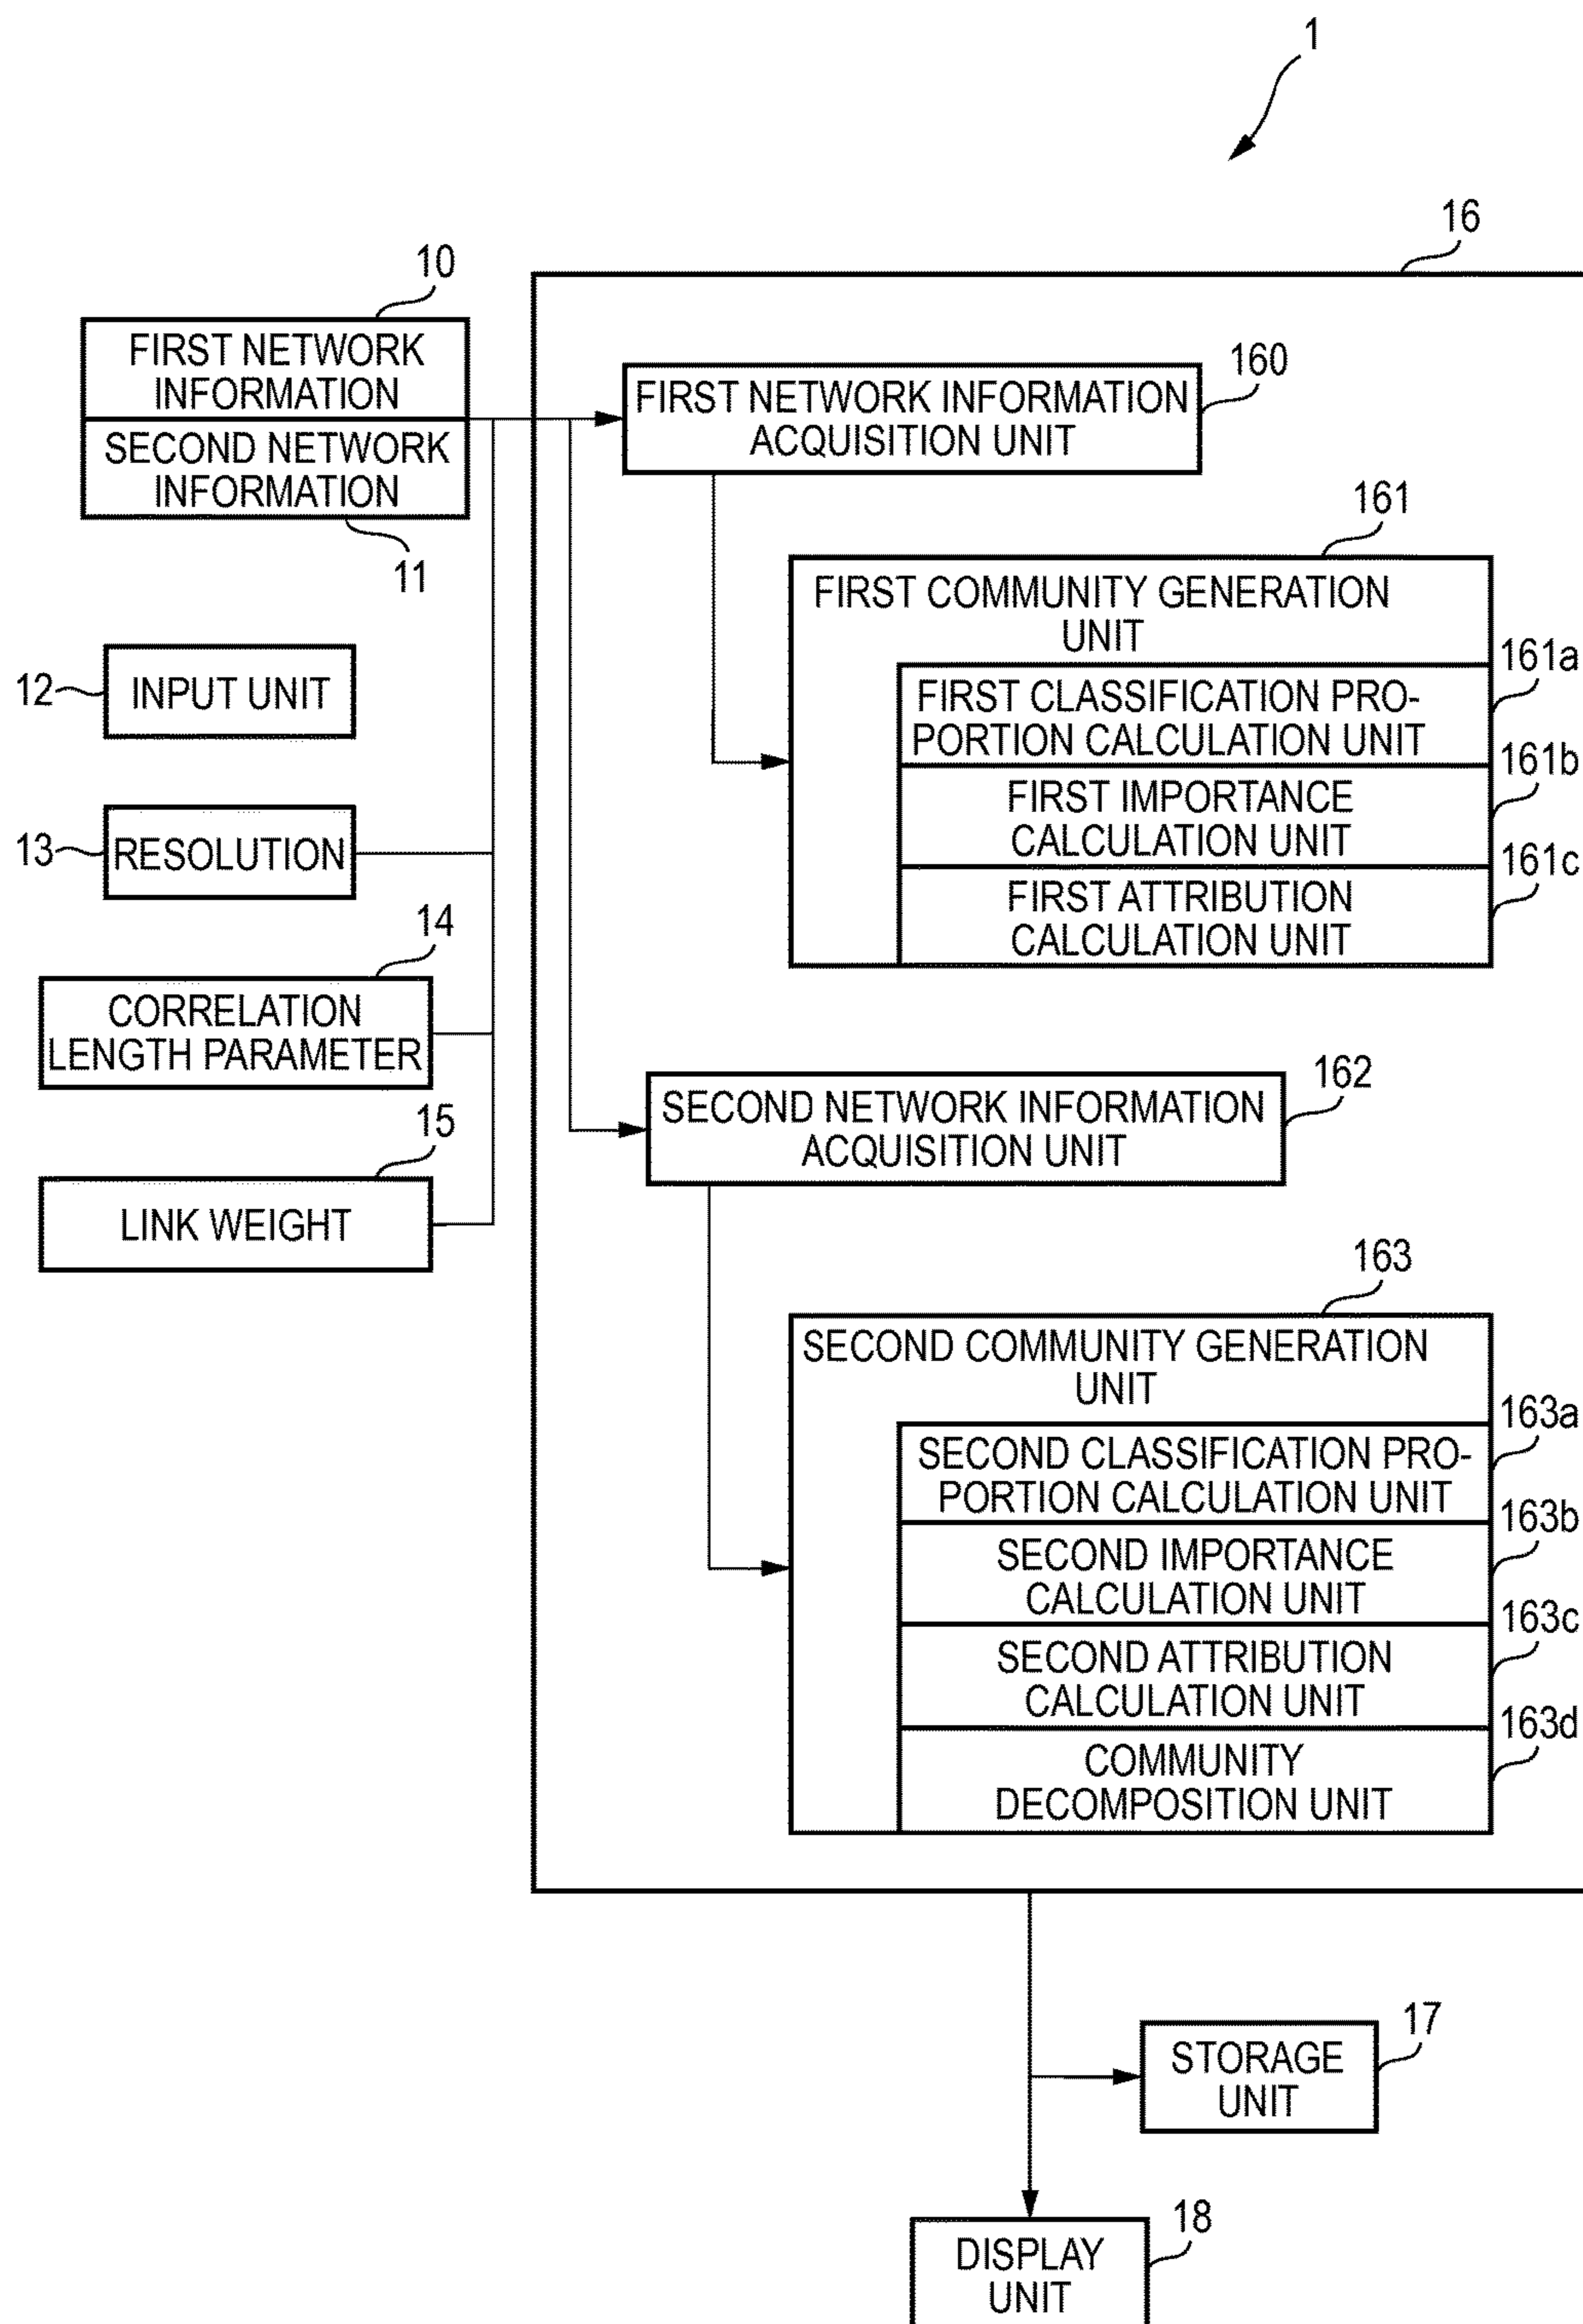 1
16
10
FIRST NETWORK
INFORMATION
SECOND NETWORK
INFORMATION
11
160
FIRST NETWORK INFORMATION
ACQUISITION UNIT
161
FIRST COMMUNITY GENERATION
UNIT
161a
FIRST CLASSIFICATION PRO-
PORTION CALCULATION UNIT
161b
FIRST IMPORTANCE
CALCULATION UNIT
161c
FIRST ATTRIBUTION
CALCULATION UNIT
12
INPUT UNIT
13
RESOLUTION
14
CORRELATION
LENGTH PARAMETER
15
LINK WEIGHT
162
SECOND NETWORK INFORMATION
ACQUISITION UNIT
163
SECOND COMMUNITY GENERATION
UNIT
163a
SECOND CLASSIFICATION PRO-
PORTION CALCULATION UNIT
163b
SECOND IMPORTANCE
CALCULATION UNIT
163c
SECOND ATTRIBUTION
CALCULATION UNIT
163d
COMMUNITY
DECOMPOSITION UNIT
17
STORAGE
UNIT
18
DISPLAY
UNIT